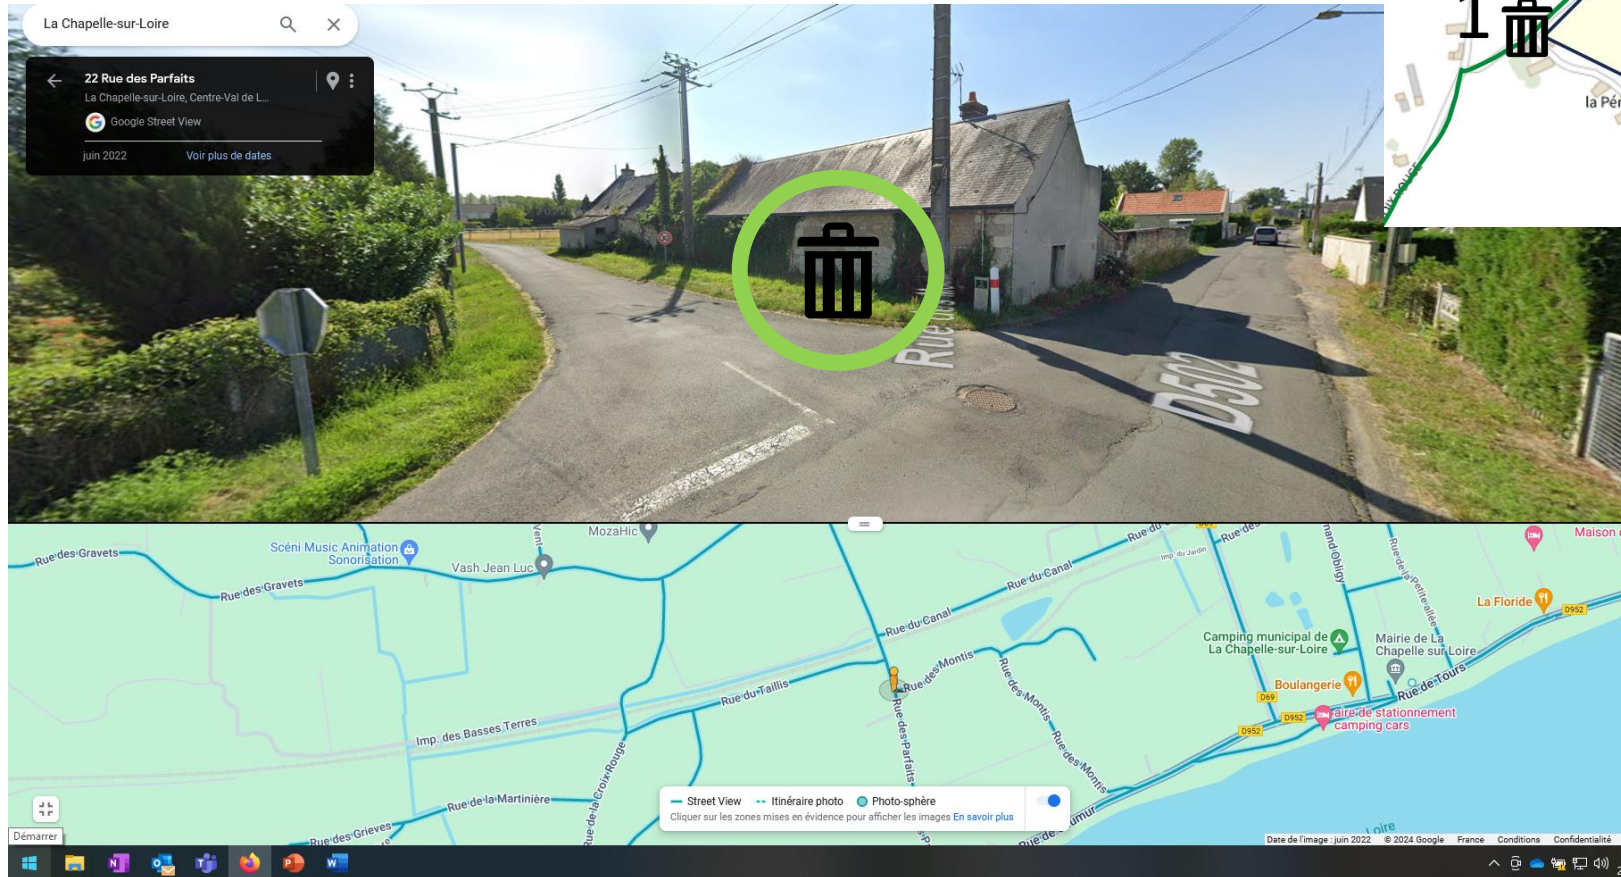 La Chapelle-sur-Loire
22 Rue des Parfaits
La Chapelle-sur-Loire, Centre-Val de L...
Google Street View
juin 2022 Voir plus de dates
1
la Pér
D502
MozaHic
Rue des Gravets
Scéni Music Animation
Sonorisation
Vash Jean Luc
Rue des Gravets
Rue du Canal
Imp. du Jardin
Rue du Canal
Rue de la Petite allée
Maison
La Floride
D952
Camping municipal de
La Chapelle-sur-Loire
Mairie de La
Chapelle sur Loire
Rue des Montis
Rue des Montis
Rue du Taillis
Boulangerie
Rue de Tours
D69
D952
aire de stationnement
camping cars
D952
Imp. des Basses Terres
Rue des Parfaits
Rue des Montis
Rue de la Croix Rouge
Rue de la Martinière
Rue des Grieves
Street View Itinéraire photo Photo-sphère
Cliquer sur les zones mises en évidence pour afficher les images En savoir plus
Loire
Démarrer
Date de l'image : juin 2022 © 2024 Google France Conditions Confidentialité